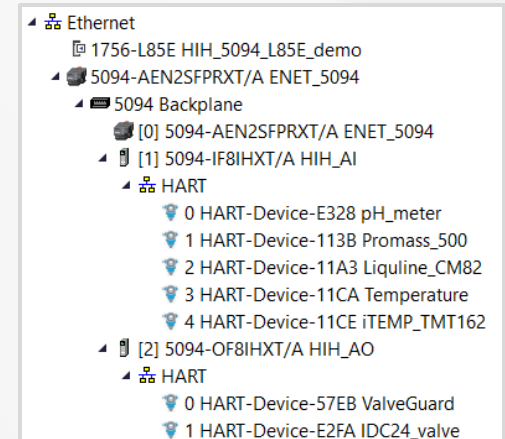 Ethernet
1756-L85E HIH_5094_L85E_demo
5094-AEN2SFPRXT/A ENET_5094
5094 Backplane
[0] 5094-AEN2SFPRXT/A ENET_5094
[1] 5094-IF8IHXT/A HIH_AI
HART
0 HART-Device-E328 pH_meter
1 HART-Device-113B Promass_500
2 HART-Device-11A3 Liquline_CM82
3 HART-Device-11CA Temperature
4 HART-Device-11CE iTEMP_TMT162
[2] 5094-OF8IHXT/A HIH_AO
HART
0 HART-Device-57EB ValveGuard
1 HART-Device-E2FA IDC24_valve